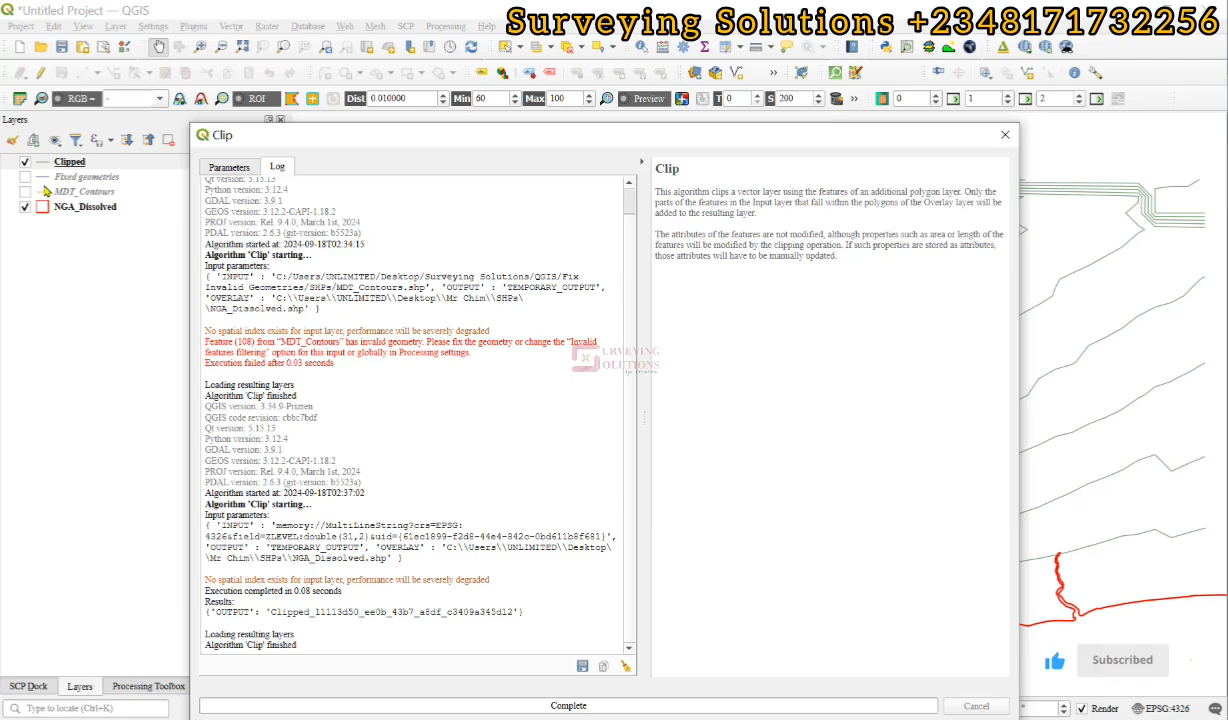 *Untitled Project — QGIS
Surveying Solutions +2348171732256
Project Edit View Layer Settings Plugins Vector Raster Database Web Mesh SCP Processing Help
RGB = - ROI Dist 0.010000 Min 60 Max 100 Preview T 0 S 200 0 1 2
Layers
Clipped
Fixed geometries
MDT_Contours
NGA_Dissolved
Clip
Parameters Log
Qt version: 5.15.13
Python version: 3.12.4
GDAL version: 3.9.1
GEOS version: 3.12.2-CAPI-1.18.2
PROJ version: Rel. 9.4.0, March 1st, 2024
PDAL version: 2.6.3 (git-version: b5523a)
Algorithm started at: 2024-09-18T02:34:15
Algorithm 'Clip' starting…
Input parameters:
{ 'INPUT' : 'C:/Users/UNLIMITED/Desktop/Surveying Solutions/QGIS/Fix
Invalid Geometries/SHPs/MDT_Contours.shp', 'OUTPUT' : 'TEMPORARY_OUTPUT',
'OVERLAY' : 'C:\\Users\\UNLIMITED\\Desktop\\Mr Chim\\SHPs\
\NGA_Dissolved.shp' }
No spatial index exists for input layer, performance will be severely degraded
Feature (108) from “MDT_Contours” has invalid geometry. Please fix the geometry or change the “Invalid
features filtering” option for this input or globally in Processing settings.
Execution failed after 0.03 seconds
Loading resulting layers
Algorithm 'Clip' finished
QGIS version: 3.34.9-Prizren
QGIS code revision: cbbc7bdf
Qt version: 5.15.13
Python version: 3.12.4
GDAL version: 3.9.1
GEOS version: 3.12.2-CAPI-1.18.2
PROJ version: Rel. 9.4.0, March 1st, 2024
PDAL version: 2.6.3 (git-version: b5523a)
Algorithm started at: 2024-09-18T02:37:02
Algorithm 'Clip' starting…
Input parameters:
{ 'INPUT' : 'memory://MultiLineString?crs=EPSG:
4326&field=ZLEVEL:double(31,2)&uid={61ec1899-f2d8-44e4-842c-0bd611b8f681}',
'OUTPUT' : 'TEMPORARY_OUTPUT', 'OVERLAY' : 'C:\\Users\\UNLIMITED\\Desktop\
\Mr Chim\\SHPs\\NGA_Dissolved.shp' }
No spatial index exists for input layer, performance will be severely degraded
Execution completed in 0.08 seconds
Results:
{'OUTPUT': 'Clipped_11113d50_ee0b_43b7_a8df_c3409a345d12'}
Loading resulting layers
Algorithm 'Clip' finished
Clip
This algorithm clips a vector layer using the features of an additional polygon layer. Only the
parts of the features in the Input layer that fall within the polygons of the Overlay layer will be
added to the resulting layer.
The attributes of the features are not modified, although properties such as area or length of the
features will be modified by the clipping operation. If such properties are stored as attributes,
those attributes will have to be manually updated.
URVEYING
OLUTIONS
Subscribed
SCP Dock Layers Processing Toolbox
Complete
Cancel
Type to locate (Ctrl+K)
Render EPSG:4326